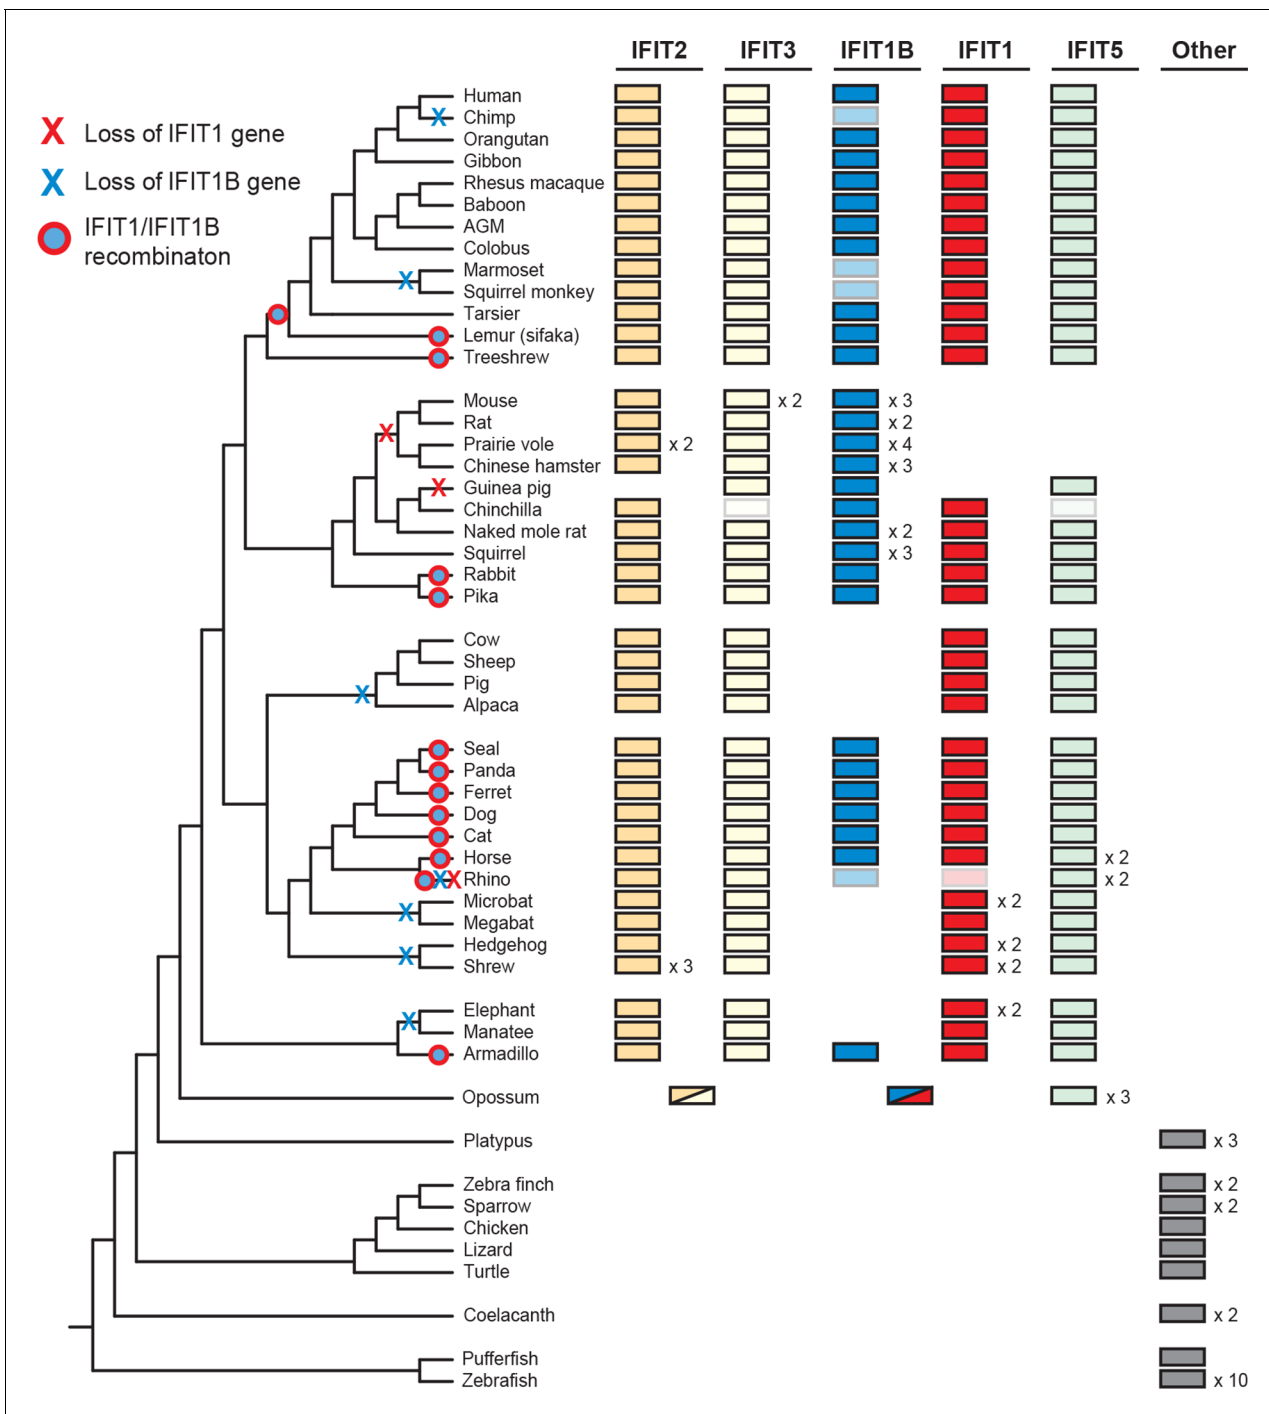 IFIT2 IFIT3 IFIT1B IFIT1 IFIT5 Other
X Loss of IFIT1 gene
X Loss of IFIT1B gene
IFIT1/IFIT1B
recombinaton
Human
X Chimp
Orangutan
Gibbon
Rhesus macaque
Baboon
AGM
Colobus
Marmoset
X
Squirrel monkey
Tarsier
Lemur (sifaka)
Treeshrew
Mouse x 2 x 3
Rat x 2
X
Prairie vole x 2 x 4
Chinese hamster x 3
X Guinea pig
Chinchilla
Naked mole rat x 2
Squirrel x 3
Rabbit
Pika
Cow
Sheep
Pig
X
Alpaca
Seal
Panda
Ferret
Dog
Cat
Horse x 2
X X Rhino x 2
Microbat x 2
X
Megabat
Hedgehog x 2
X
Shrew x 3 x 2
Elephant x 2
X
Manatee
Armadillo
Opossum x 3
Platypus x 3
Zebra finch x 2
Sparrow x 2
Chicken
Lizard
Turtle
Coelacanth x 2
Pufferfish
Zebrafish x 10